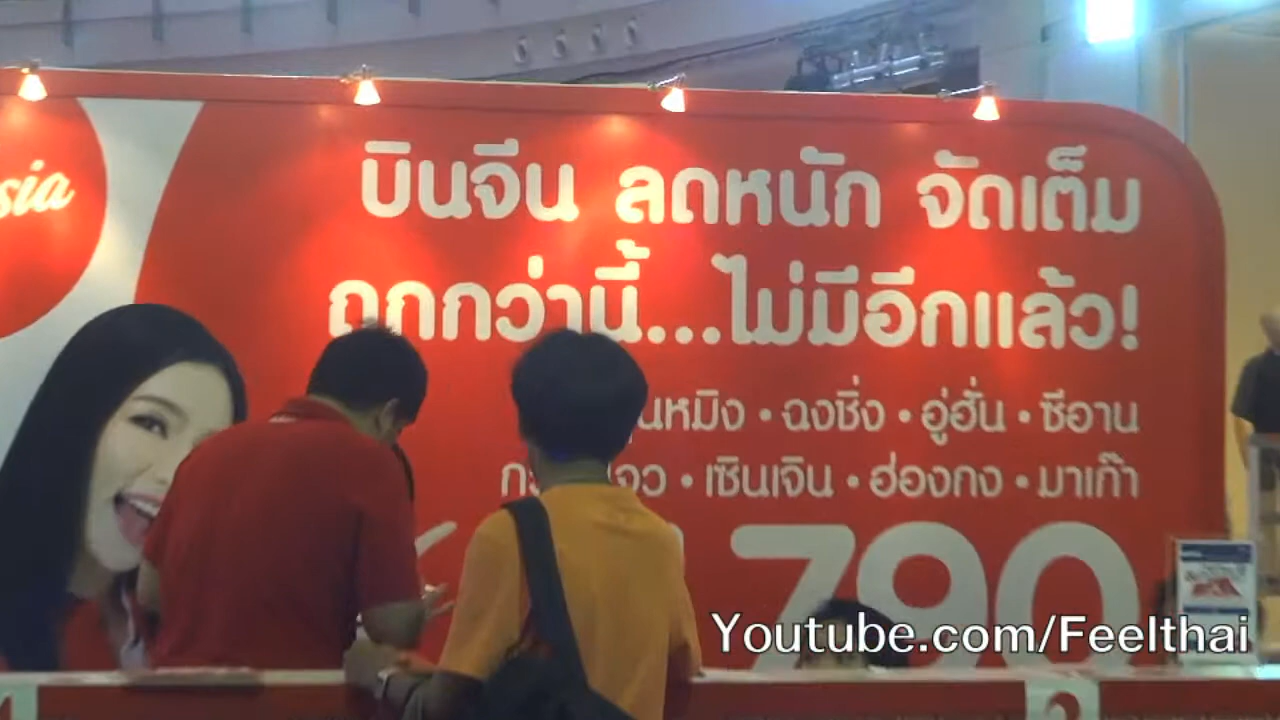 sia
บินจีน ลดหนัก จัดเต็ม
ถูกกว่านี้...ไม่มีอีกแล้ว!
นหมิง • ฉงชิ่ง • อู่ฮั่น • ซีอาน
เซินเจิน • ฮ่องกง • มาเก๊า
790
Youtube.com/Feelthai